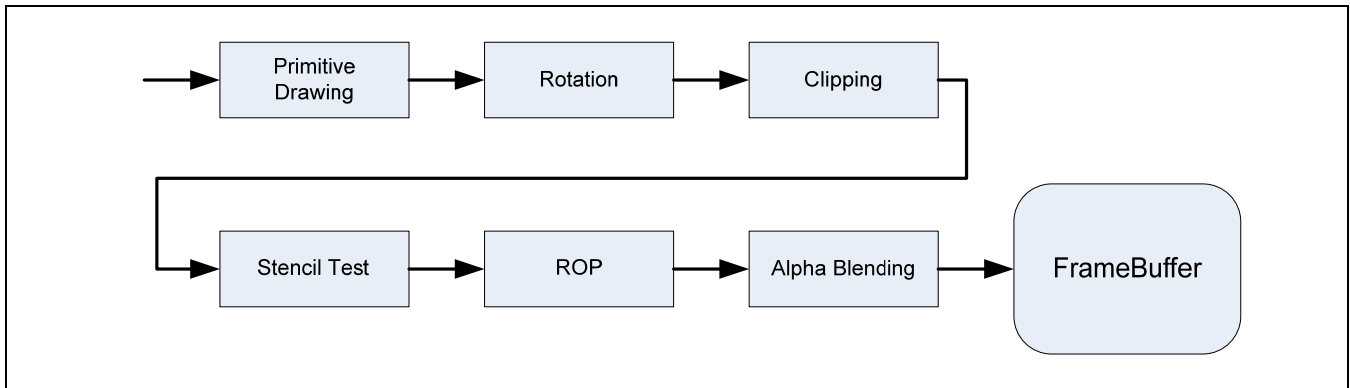 Primitive
Drawing
Rotation
Clipping
Stencil Test
ROP
Alpha Blending
FrameBuffer